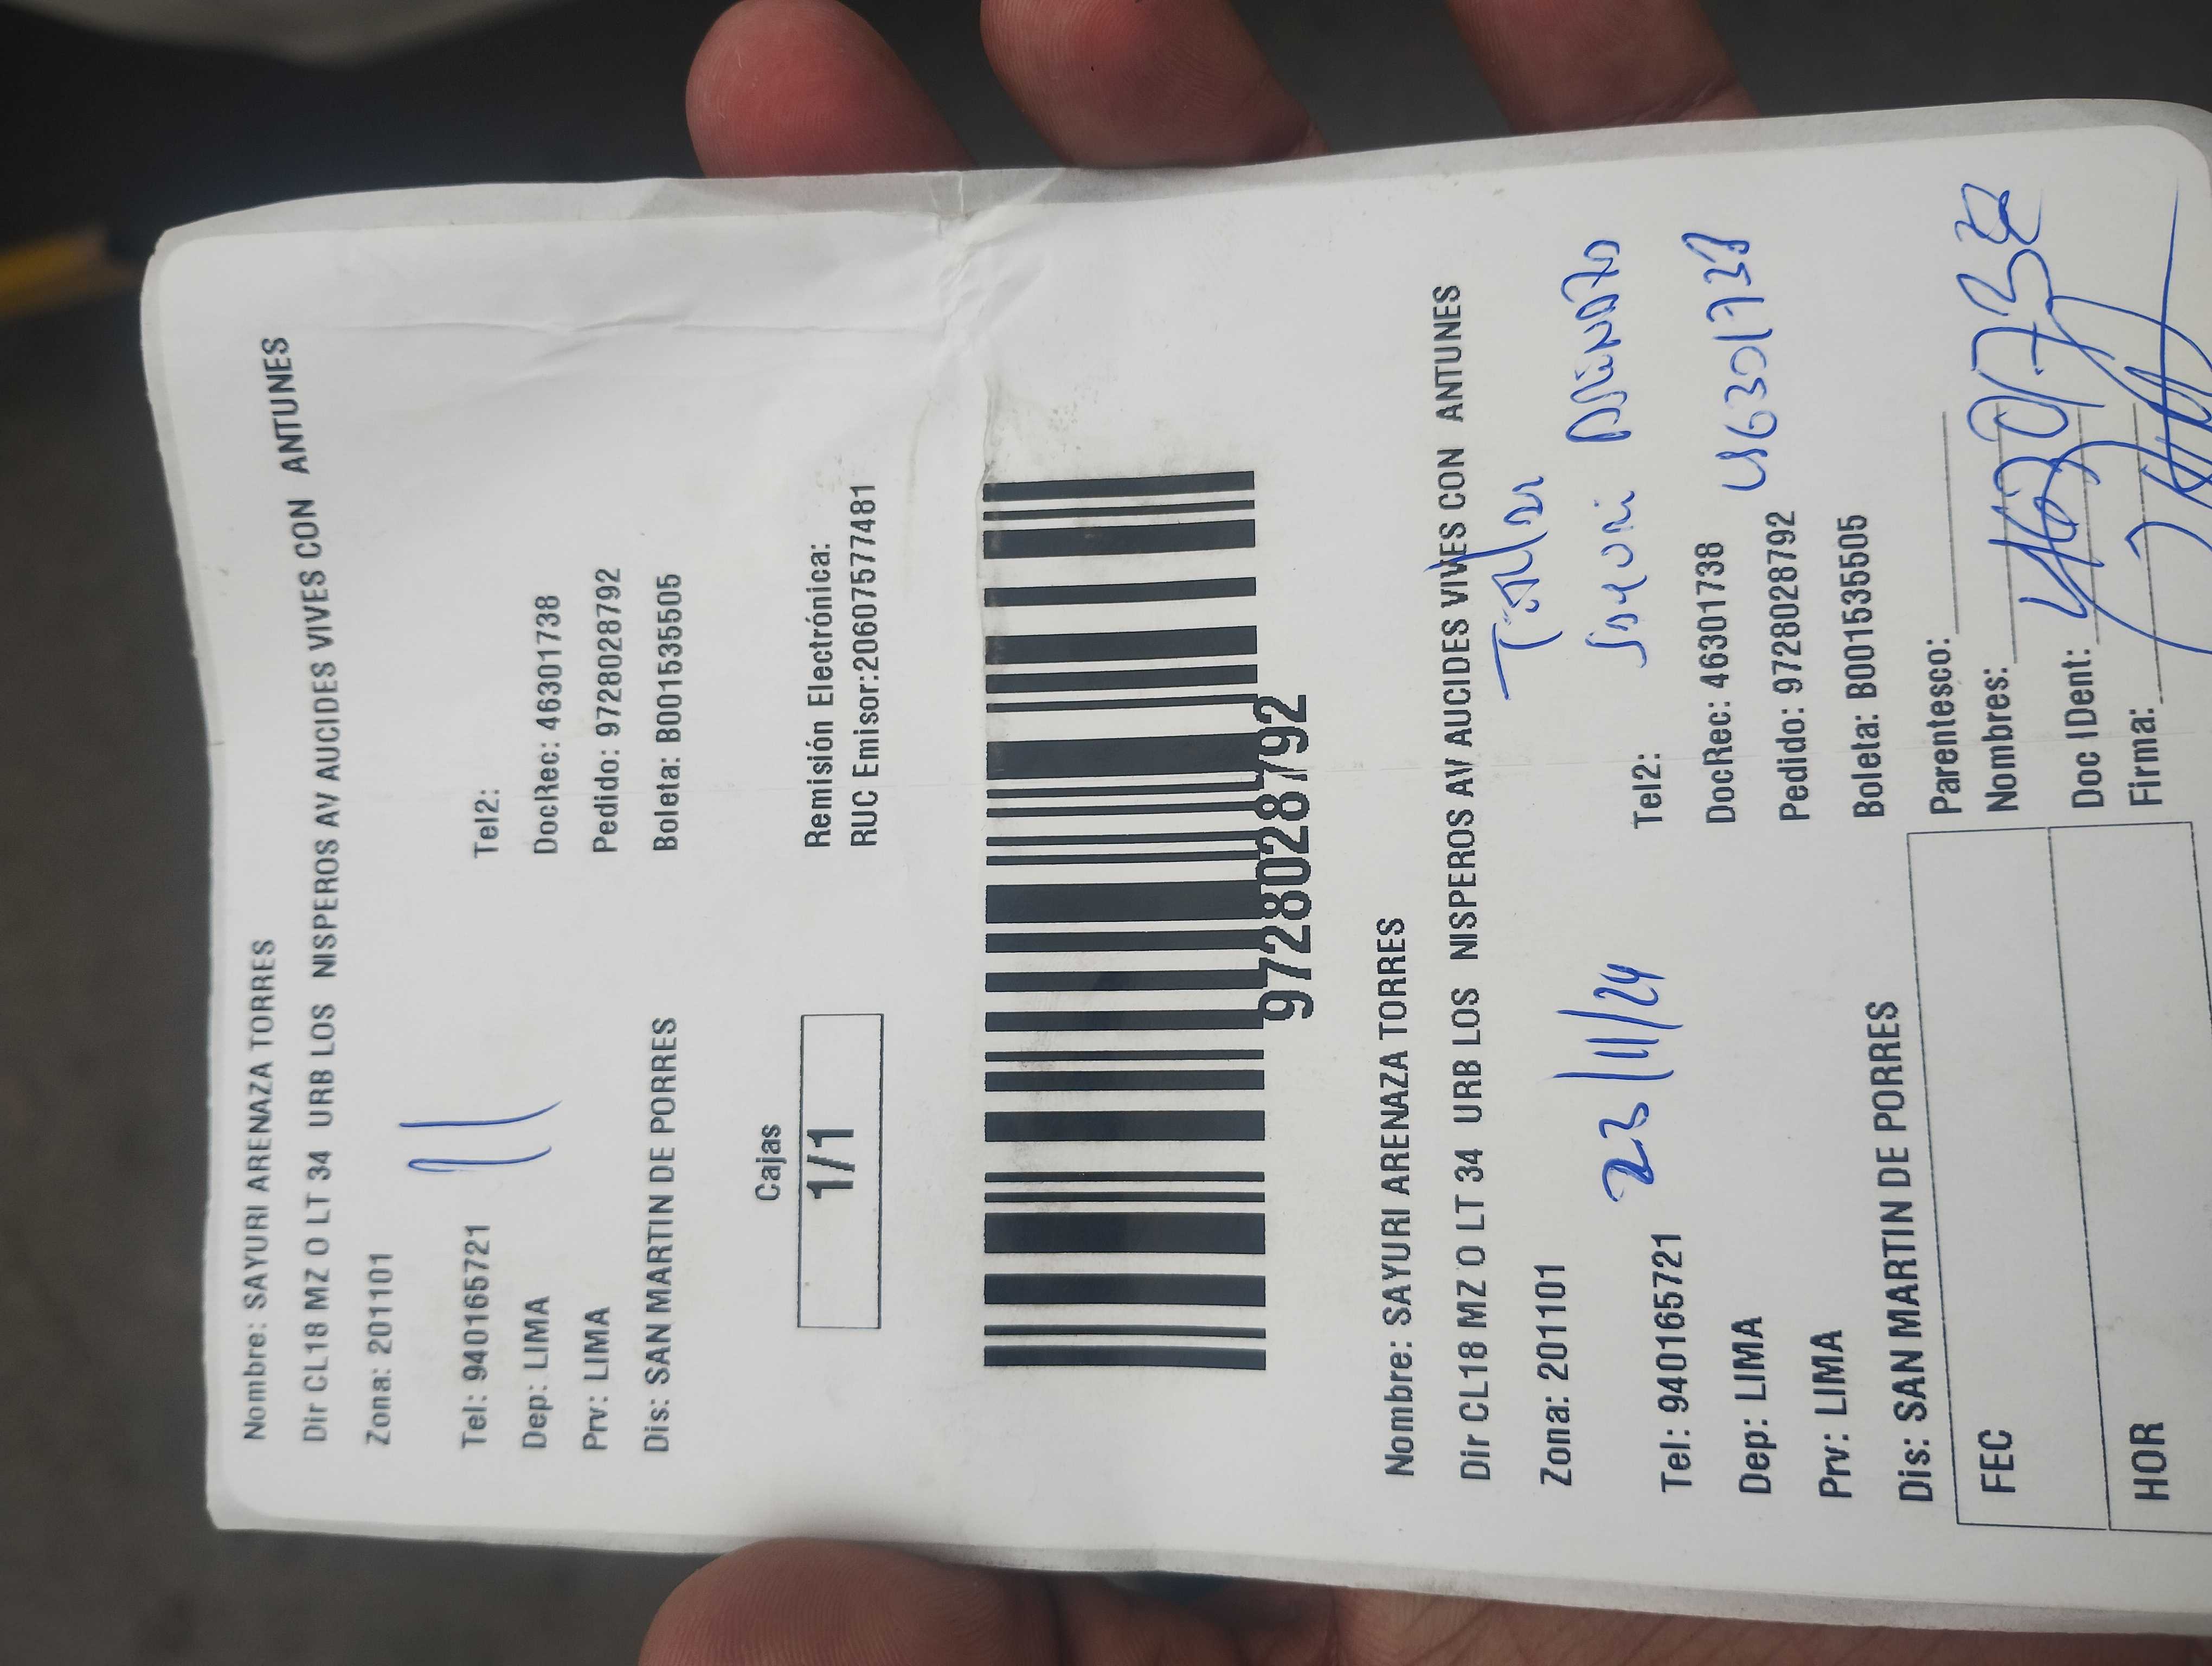 Nombre: SAYURI ARENAZA TORRES
Dir CL18 MZ O LT 34 URB LOS NISPEROS AV AUCIDES VIVES CON ANTUNES
Zona: 201101
Tel: 940165721
Tel2:
Dep: LIMA
DocRec: 46301738
Prv: LIMA
Pedido: 9728028792
Dis: SAN MARTIN DE PORRES
Boleta: B001535505
Cajas
1/1
Remisión Electrónica:
RUC Emisor:20607577481
9728028792
Nombre: SAYURI ARENAZA TORRES
Dir CL18 MZ O LT 34 URB LOS NISPEROS AV AUCIDES VIVES CON ANTUNES
Titular
Zona: 201101
23/11/24
Sayuri Arenaza
Tel: 940165721
Tel2:
Dep: LIMA
DocRec: 46301738
46301738
Prv: LIMA
Pedido: 9728028792
Dis: SAN MARTIN DE PORRES
Boleta: B001535505
FEC
HOR
Parentesco:
Nombres:
Doc IDent: 46301738
Firma: